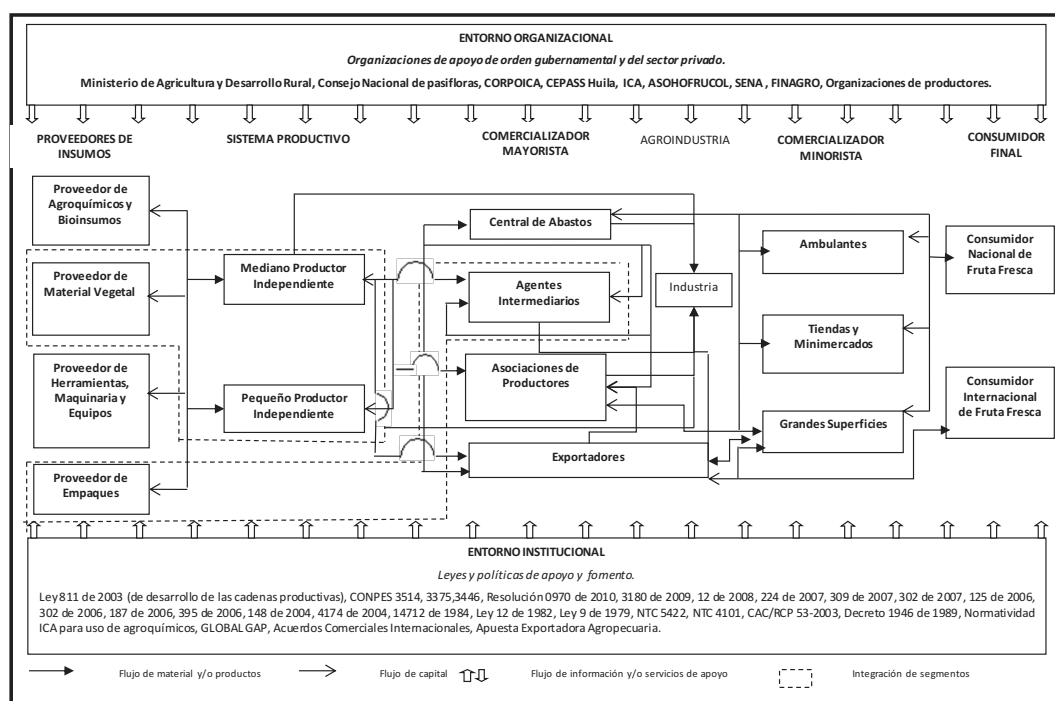 ENTORNO ORGANIZACIONAL
Organizaciones de apoyo de orden gubernamental y del sector privado.
Ministerio de Agricultura y Desarrollo Rural, Consejo Nacional de pasifloras, CORPOICA, CEPASS Huila, ICA, ASOHOFRUCOL, SENA , FINAGRO, Organizaciones de productores.
PROVEEDORES DE
INSUMOS
SISTEMA PRODUCTIVO
COMERCIALIZADOR
MAYORISTA
AGROINDUSTRIA
COMERCIALIZADOR
MINORISTA
CONSUMIDOR
FINAL
Proveedor de
Agroquímicos y
Bioinsumos
Proveedor de
Material Vegetal
Proveedor de
Herramientas,
Maquinaria y
Equipos
Proveedor de
Empaques
Mediano Productor
Independiente
Pequeño Productor
Independiente
Central de Abastos
Agentes
Intermediarios
Asociaciones de
Productores
Exportadores
Industria
Ambulantes
Tiendas y
Minimercados
Grandes Superficies
Consumidor
Nacional de
Fruta Fresca
Consumidor
Internacional
de Fruta Fresca
ENTORNO INSTITUCIONAL
Leyes y políticas de apoyo y fomento.
Ley 811 de 2003 (de desarrollo de las cadenas productivas), CONPES 3514, 3375,3446, Resolución 0970 de 2010, 3180 de 2009, 12 de 2008, 224 de 2007, 309 de 2007, 302 de 2007, 125 de 2006,
302 de 2006, 187 de 2006, 395 de 2006, 148 de 2004, 4174 de 2004, 14712 de 1984, Ley 12 de 1982, Ley 9 de 1979, NTC 5422, NTC 4101, CAC/RCP 53-2003, Decreto 1946 de 1989, Normatividad
ICA para uso de agroquímicos, GLOBAL GAP, Acuerdos Comerciales Internacionales, Apuesta Exportadora Agropecuaria.
Flujo de material y/o productos
Flujo de capital
Flujo de información y/o servicios de apoyo
Integración de segmentos